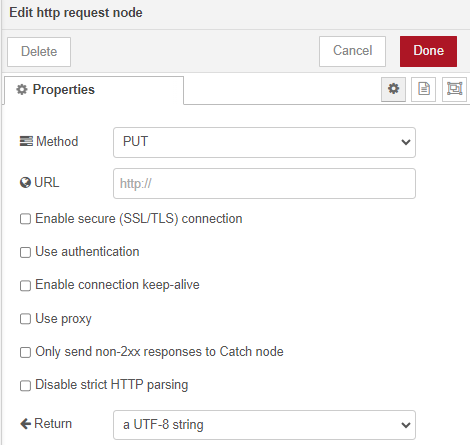 Edit http request node
Delete
Cancel
Done
Properties
Method
PUT
URL
http://
Enable secure (SSL/TLS) connection
Use authentication
Enable connection keep-alive
Use proxy
Only send non-2xx responses to Catch node
Disable strict HTTP parsing
Return
a UTF-8 string